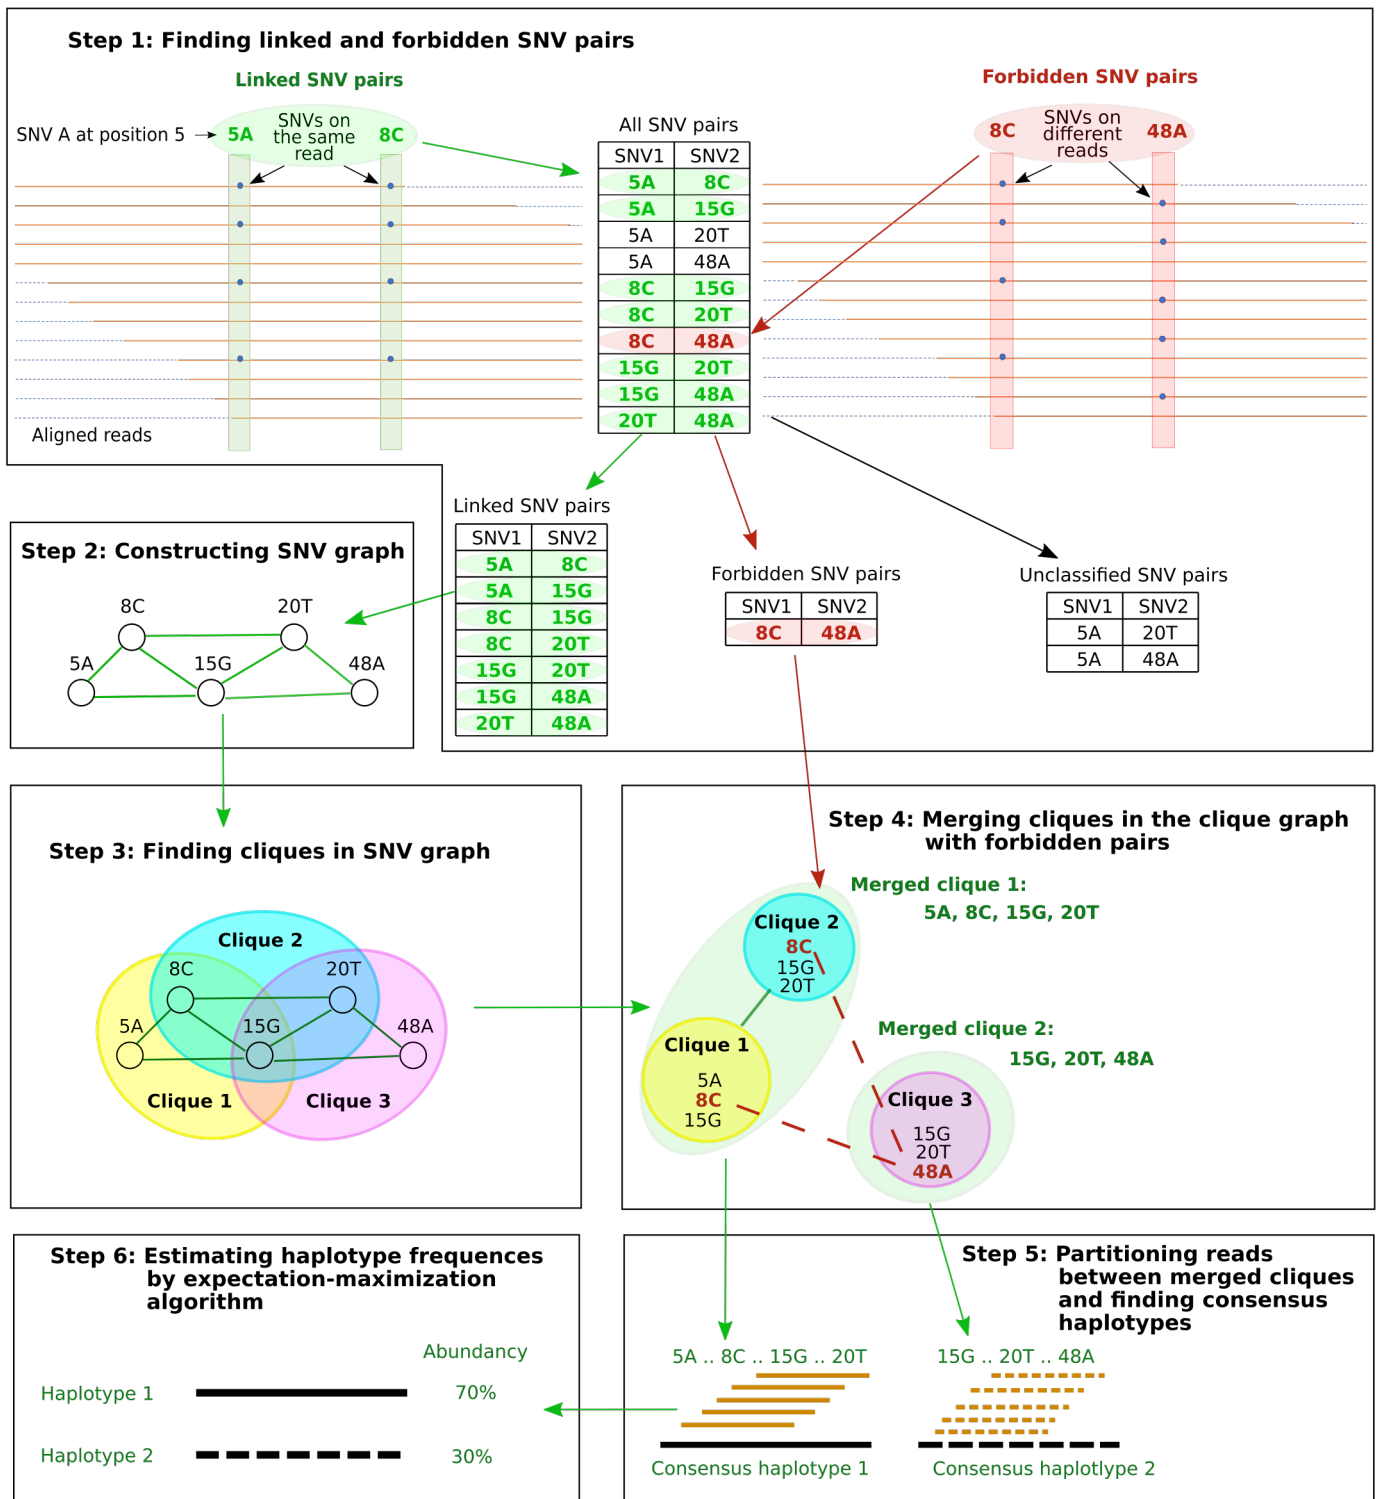 Step 1: Finding linked and forbidden SNV pairs
Linked SNV pairs
Forbidden SNV pairs
SNV A at position 5
5A
SNVs on
the same
read
8C
All SNV pairs
SNV1 SNV2
5A 8C
5A 15G
5A 20T
5A 48A
8C 15G
8C 20T
8C 48A
15G 20T
15G 48A
20T 48A
8C
SNVs on
different
reads
48A
Aligned reads
Linked SNV pairs
SNV1 SNV2
5A 8C
5A 15G
8C 15G
8C 20T
15G 20T
15G 48A
20T 48A
Forbidden SNV pairs
SNV1 SNV2
8C 48A
Unclassified SNV pairs
SNV1 SNV2
5A 20T
5A 48A
Step 2: Constructing SNV graph
8C 20T
5A 15G 48A
Step 3: Finding cliques in SNV graph
Clique 2
8C 20T
5A 15G 48A
Clique 1 Clique 3
Step 4: Merging cliques in the clique graph
with forbidden pairs
Merged clique 1:
5A, 8C, 15G, 20T
Clique 2
8C
15G
20T
Merged clique 2:
15G, 20T, 48A
Clique 1
5A
8C
15G
Clique 3
15G
20T
48A
Step 5: Partitioning reads
between merged cliques
and finding consensus
haplotypes
5A .. 8C .. 15G .. 20T
15G .. 20T .. 48A
Consensus haplotype 1
Consensus haplotlype 2
Step 6: Estimating haplotype frequences
by expectation-maximization
algorithm
Abundancy
Haplotype 1 70%
Haplotype 2 30%